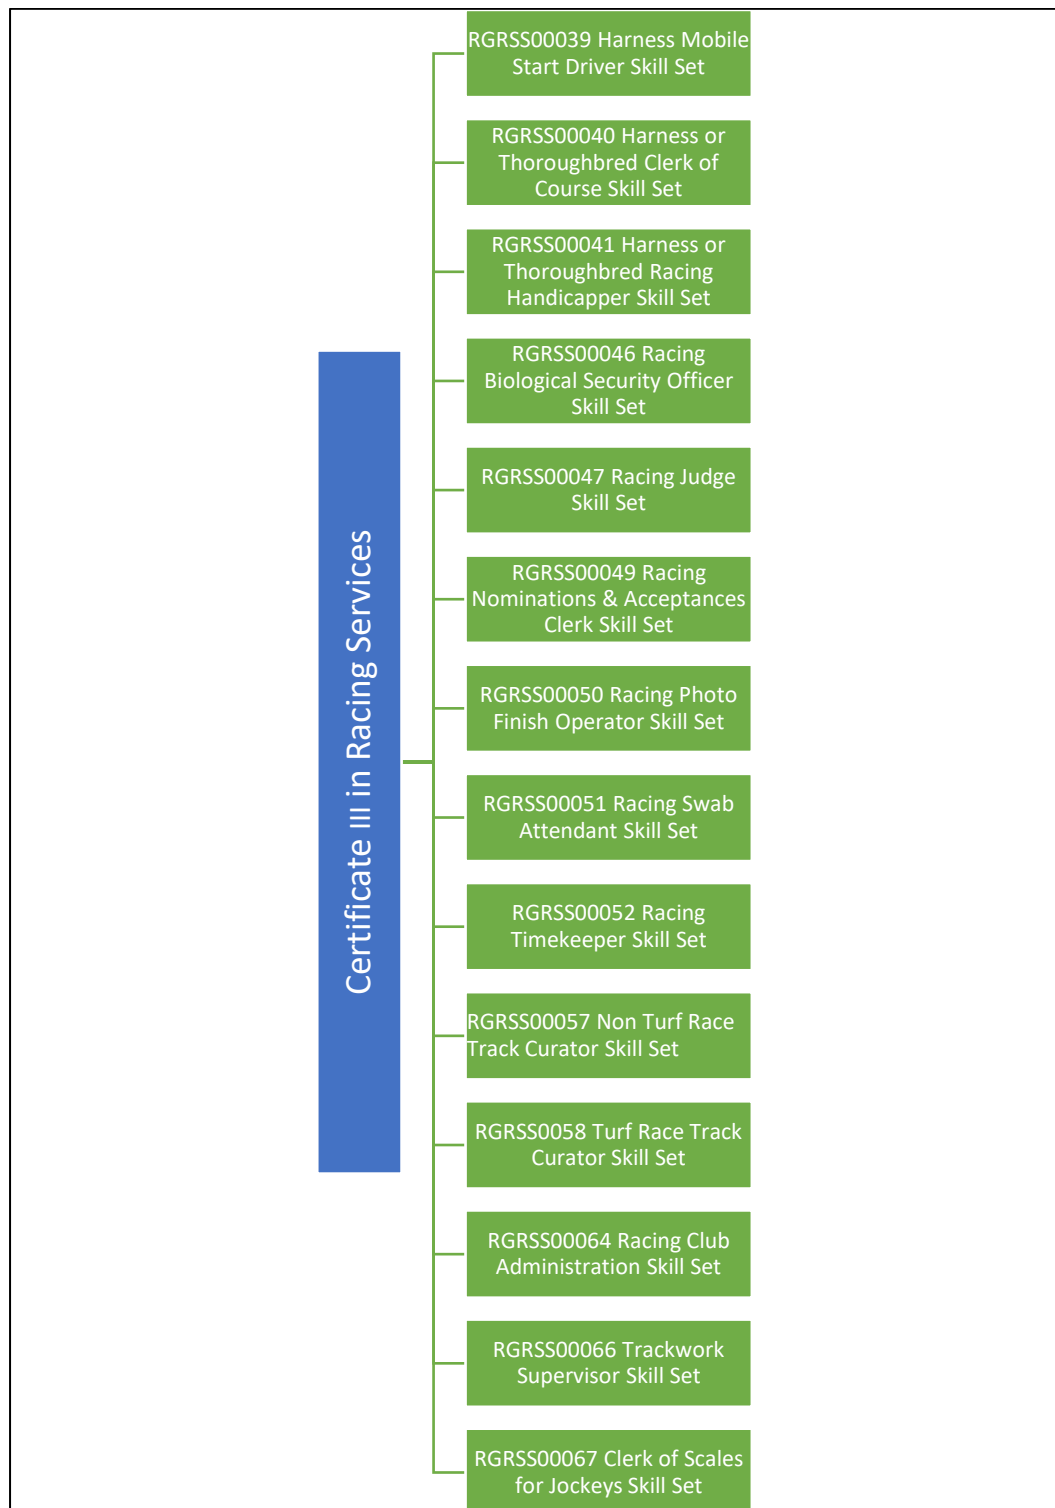 RGRSS00039 Harness Mobile
Start Driver Skill Set
RGRSS00040 Harness or
Thoroughbred Clerk of
Course Skill Set
RGRSS00041 Harness or
Thoroughbred Racing
Handicapper Skill Set
RGRSS00046 Racing
Biological Security Officer
Skill Set
RGRSS00047 Racing Judge
Skill Set
RGRSS00049 Racing
Nominations & Acceptances
Clerk Skill Set
Certificate III in Racing Services
RGRSS00050 Racing Photo
Finish Operator Skill Set
RGRSS00051 Racing Swab
Attendant Skill Set
RGRSS00052 Racing
Timekeeper Skill Set
RGRSS00057 Non Turf Race
Track Curator Skill Set
RGRSS0058 Turf Race Track
Curator Skill Set
RGRSS00064 Racing Club
Administration Skill Set
RGRSS00066 Trackwork
Supervisor Skill Set
RGRSS00067 Clerk of Scales
for Jockeys Skill Set